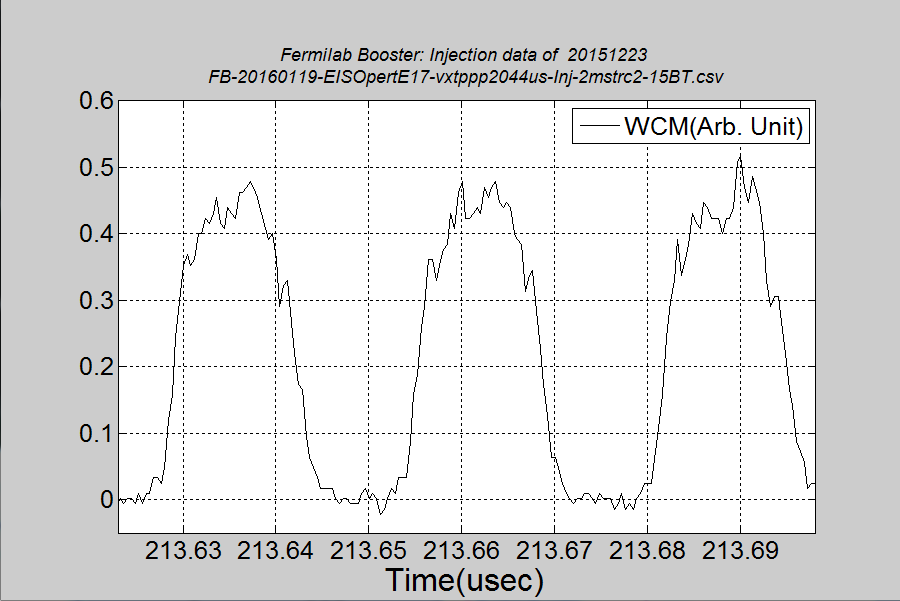 Fermilab Booster: Injection data of  20151223
FB-20160119-EISOpertE17-vxtppp2044us-Inj-2mstrc2-15BT.csv
WCM(Arb. Unit)
0.6
0.5
0.4
0.3
0.2
0.1
0
213.63 213.64 213.65 213.66 213.67 213.68 213.69
Time(usec)